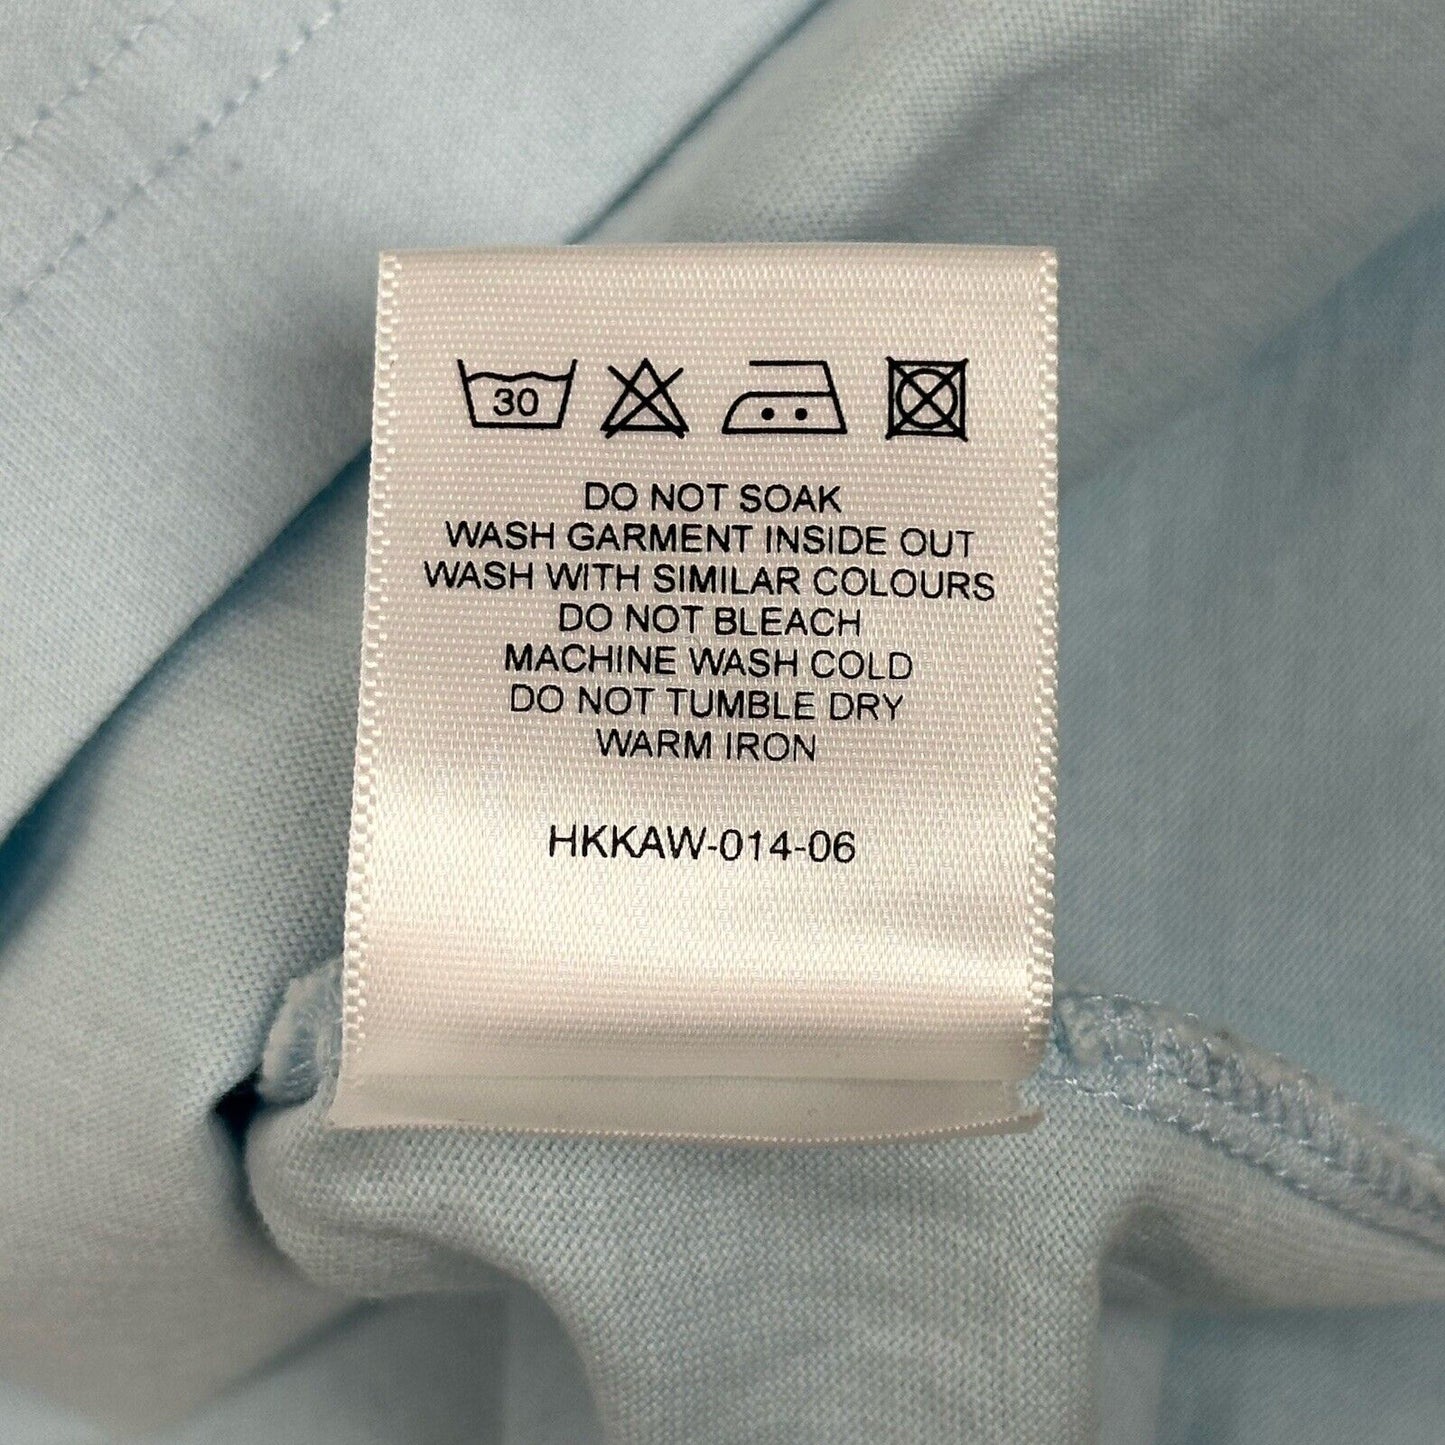 30
DO NOT SOAK
WASH GARMENT INSIDE OUT
WASH WITH SIMILAR COLOURS
DO NOT BLEACH
MACHINE WASH COLD
DO NOT TUMBLE DRY
WARM IRON
HKKAW-014-06